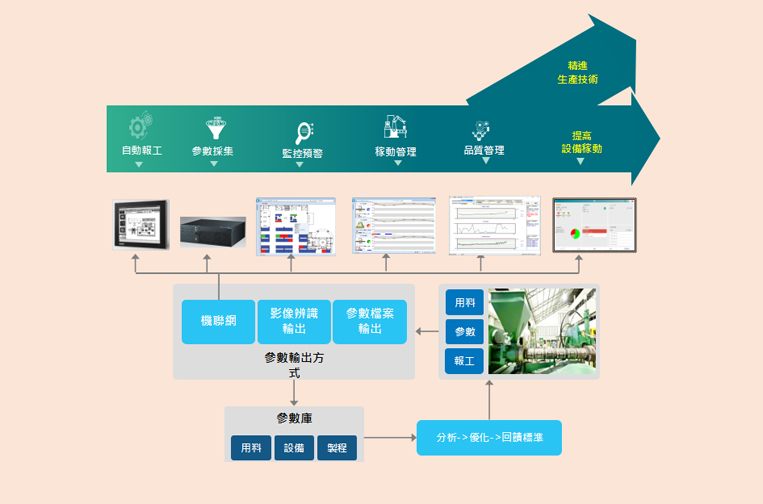 精進
生產技術
提高
設備稼動
自動報工
參數採集
監控預警
稼動管理
品質管理
機聯網
影像辨識
輸出
參數檔案
輸出
參數輸出方
式
用料
參數
報工
參數庫
用料
設備
製程
分析->優化->回饋標準